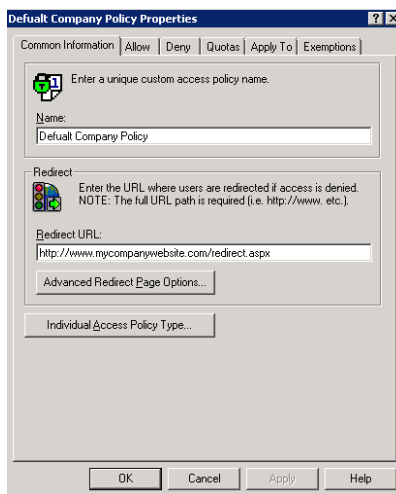 Defualt Company Policy Properties
Common Information Allow Deny Quotas Apply To Exemptions
Enter a unique custom access policy name.
Name:
Defualt Company Policy
Redirect
Enter the URL where users are redirected if access is denied.
NOTE: The full URL path is required (i.e. http://www. etc.).
Redirect URL:
http://www.mycompanywebsite.com/redirect.aspx
Advanced Redirect Page Options...
Individual Access Policy Type...
OK Cancel Apply Help